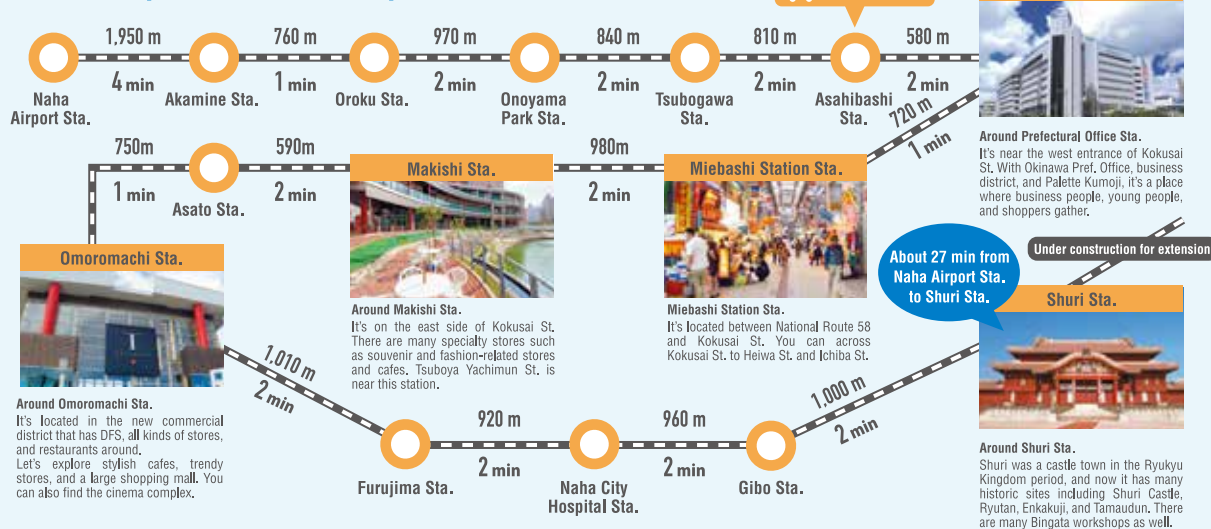 1,950 m
760 m
970 m
840 m
810 m
580 m
4 min
1 min
2 min
2 min
2 min
2 min
Naha
Airport Sta.
Akamine Sta.
Oroku Sta.
Onoyama
Park Sta.
Tsubogawa
Sta.
Asahibashi
Sta.
720 m
1 min
Around Prefectural Office Sta.
It's near the west entrance of Kokusai
St. With Okinawa Pref. Office, business
district, and Palette Kumoji, it's a place
where business people, young people,
and shoppers gather.
750m
590m
980m
1 min
2 min
2 min
Asato Sta.
Makishi Sta.
Miebashi Station Sta.
Around Makishi Sta.
It's on the east side of Kokusai St.
There are many specialty stores such
as souvenir and fashion-related stores
and cafes. Tsuboya Yachimun St. is
near this station.
Miebashi Station Sta.
It's located between National Route 58
and Kokusai St. You can across
Kokusai St. to Heiwa St. and Ichiba St.
Omoromachi Sta.
Around Omoromachi Sta.
It's located in the new commercial
district that has DFS, all kinds of stores,
and restaurants around.
Let's explore stylish cafes, trendy
stores, and a large shopping mall. You
can also find the cinema complex.
1,010 m
2 min
920 m
2 min
960 m
2 min
1,000 m
2 min
Furujima Sta.
Naha City
Hospital Sta.
Gibo Sta.
About 27 min from
Naha Airport Sta.
to Shuri Sta.
Under construction for extension
Shuri Sta.
Around Shuri Sta.
Shuri was a castle town in the Ryukyu
Kingdom period, and now it has many
historic sites including Shuri Castle,
Ryutan, Enkakuji, and Tamaudun. There
are many Bingata workshops as well.